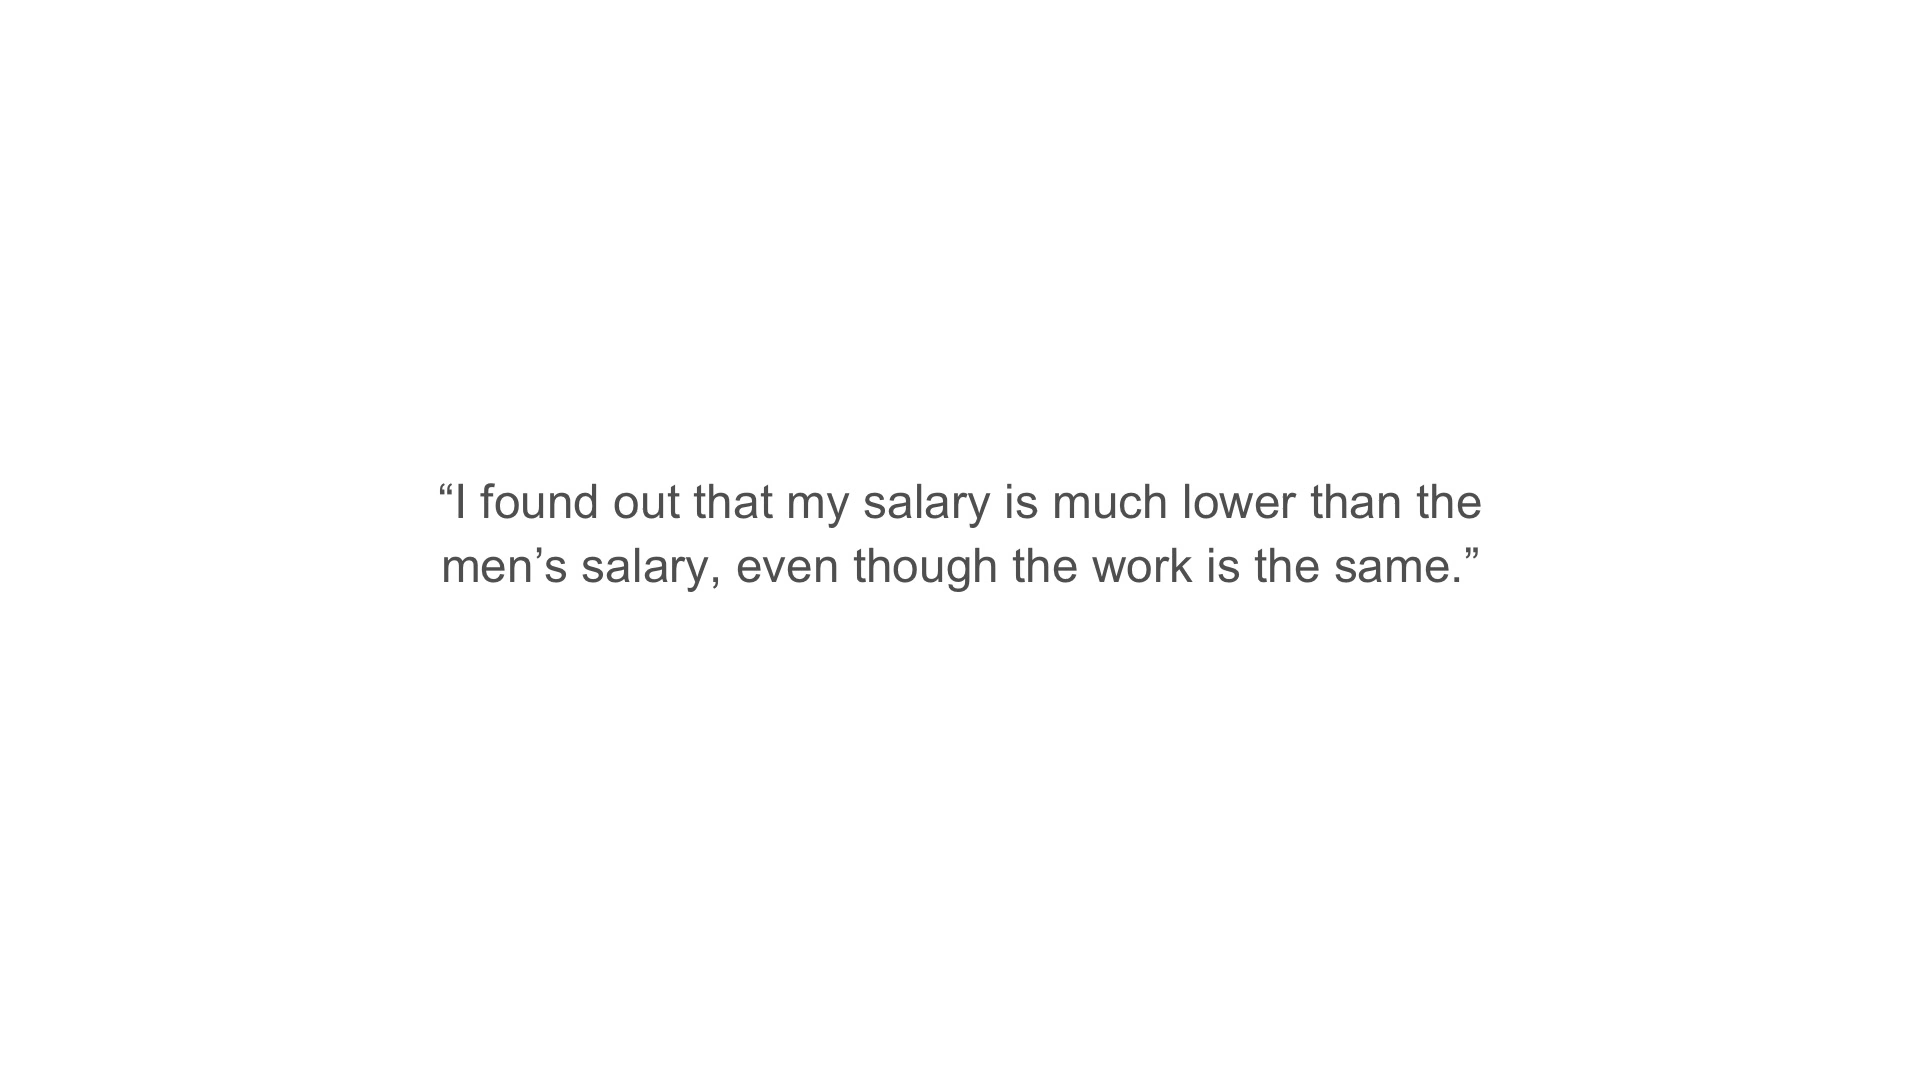 “I found out that my salary is much lower than the
men’s salary, even though the work is the same.”